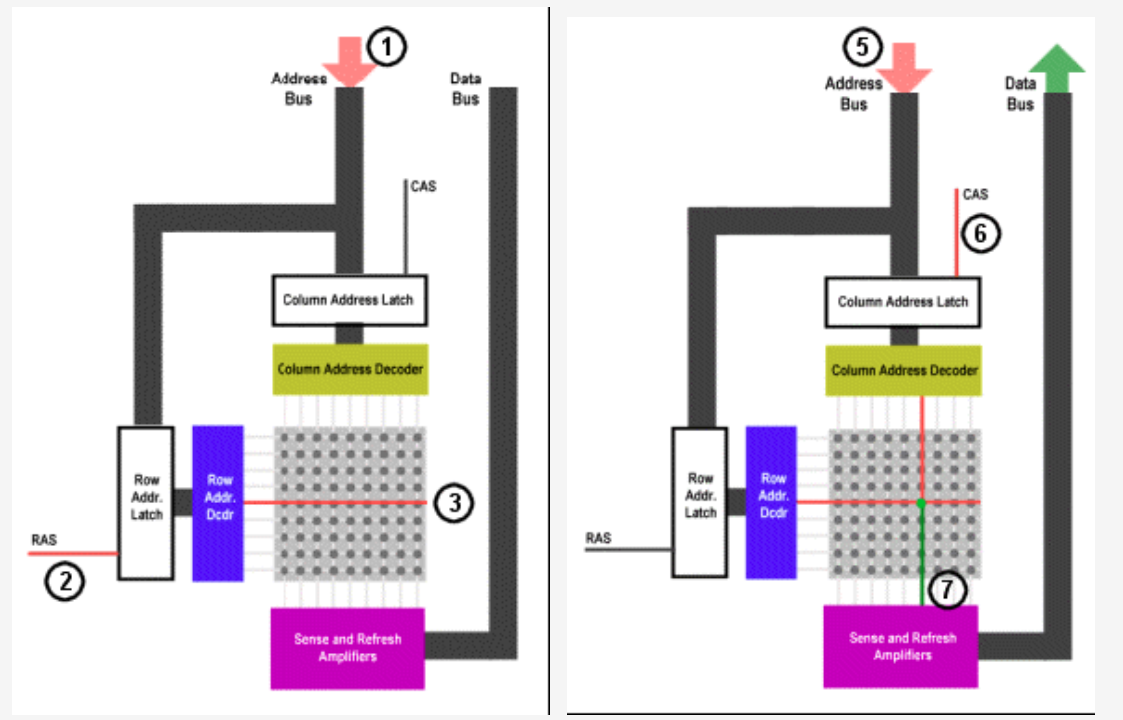 1
Address
Bus
Data
Bus
CAS
Column Address Latch
Column Address Decoder
Row
Addr.
Latch
Row
Addr.
Dcdr
3
RAS
2
Sense and Refresh
Amplifiers
5
Address
Bus
Data
Bus
CAS
6
Column Address Latch
Column Address Decoder
Row
Addr.
Latch
Row
Addr.
Dcdr
RAS
7
Sense and Refresh
Amplifiers